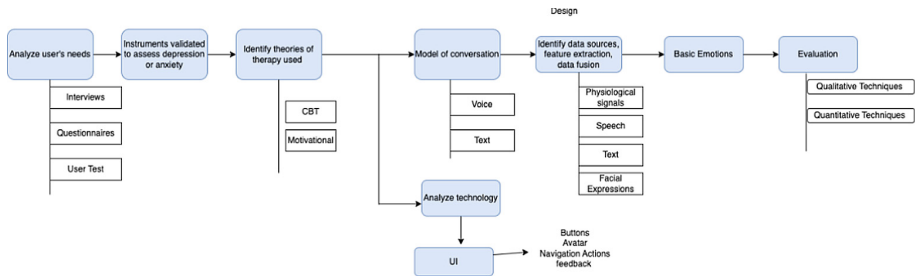 Design
Analyze user's needs
Instruments validated
to assess depression
or anxiety
Identify theories of
therapy used
Model of conversation
Identify data sources,
feature extraction,
data fusion
Basic Emotions
Evaluation
Interviews
Questionnaires
User Test
CBT
Motivational
Voice
Text
Physiological
signals
Speech
Text
Facial
Expressions
Qualitative Techniques
Quantitative Techniques
Analyze technology
UI
Buttons
Avatar
Navigation Actions
feedback